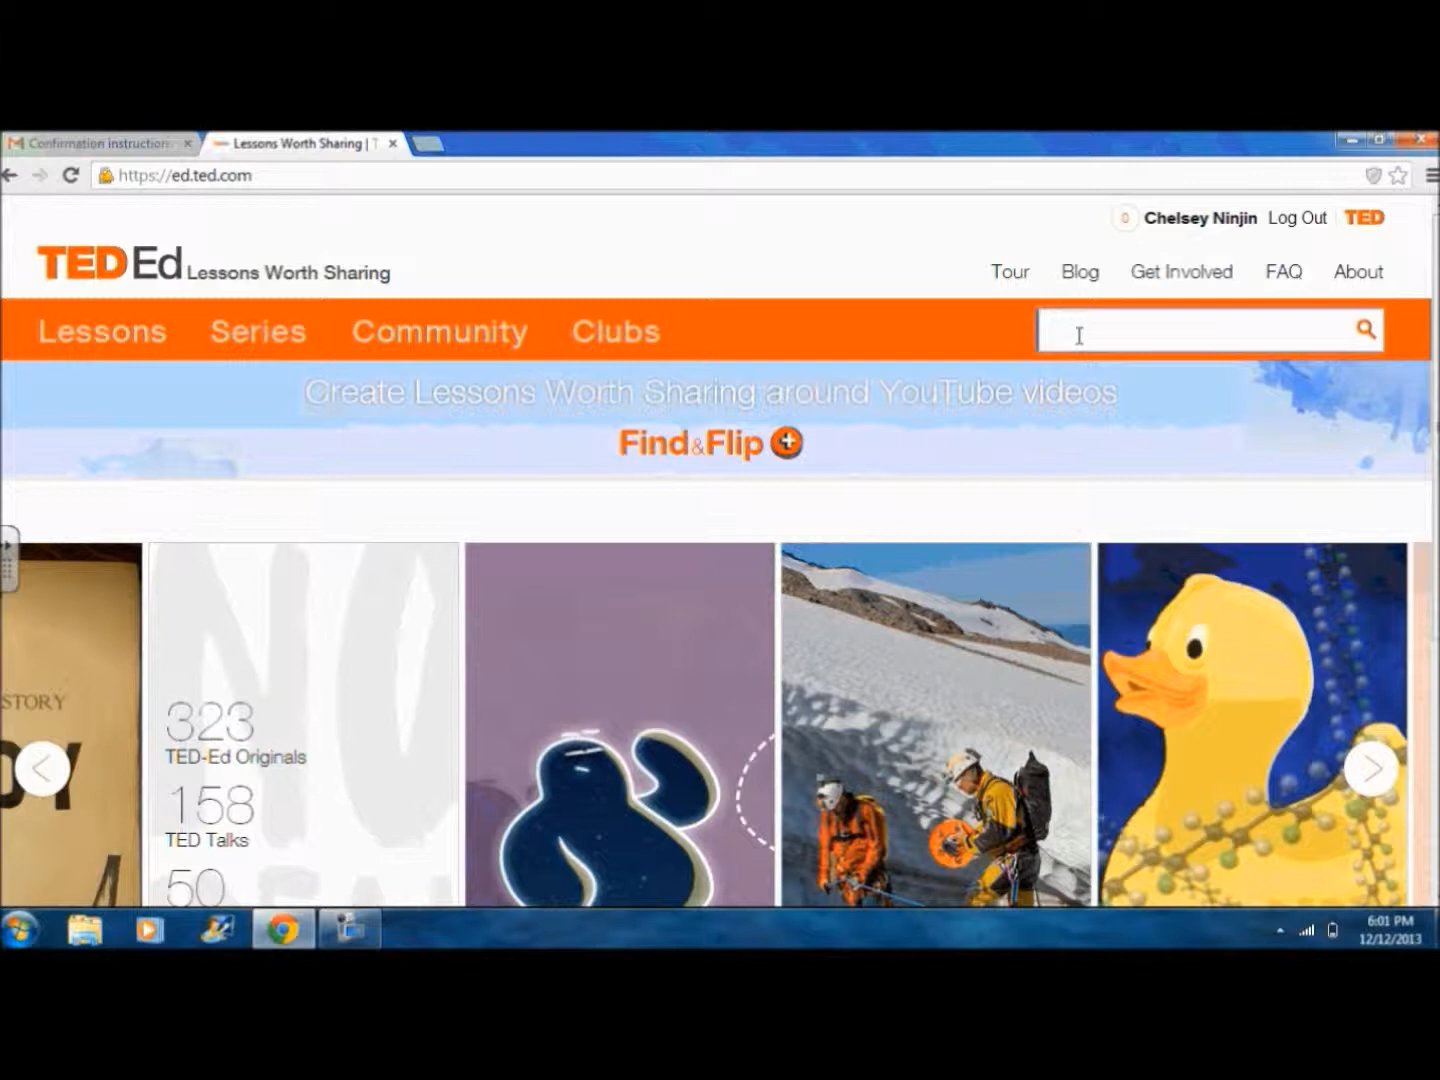 Confirmation instruction
Lessons Worth Sharing | T
https://ed.ted.com
0 Chelsey Ninjin Log Out TED
TED Ed Lessons Worth Sharing
Tour Blog Get Involved FAQ About
Lessons Series Community Clubs
Create Lessons Worth Sharing around YouTube videos
Find&Flip
STORY
NO
323
TED-Ed Originals
158
TED Talks
50
6:01 PM
12/12/2013